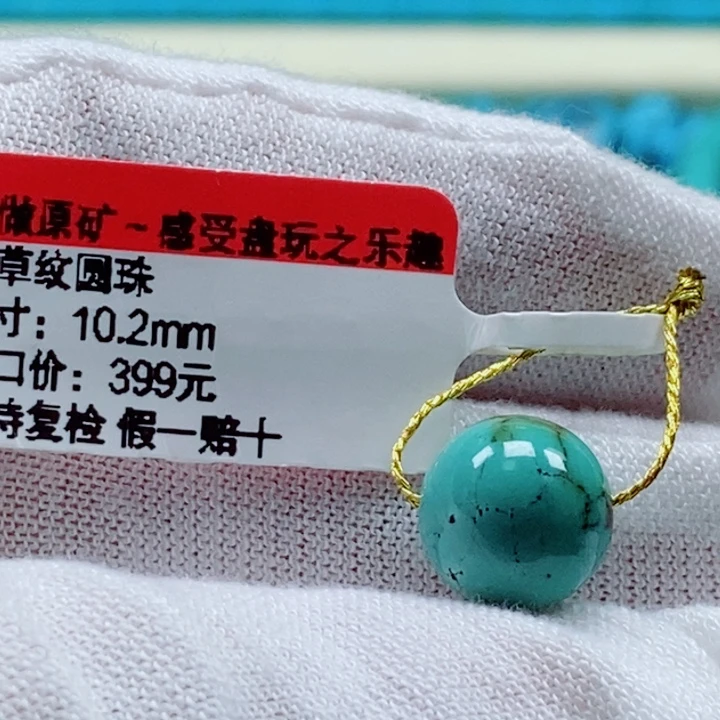 做原矿~感受盘玩之乐趣
草纹圆珠
寸：10.2mm
口价：399元
持复检 假一赔十